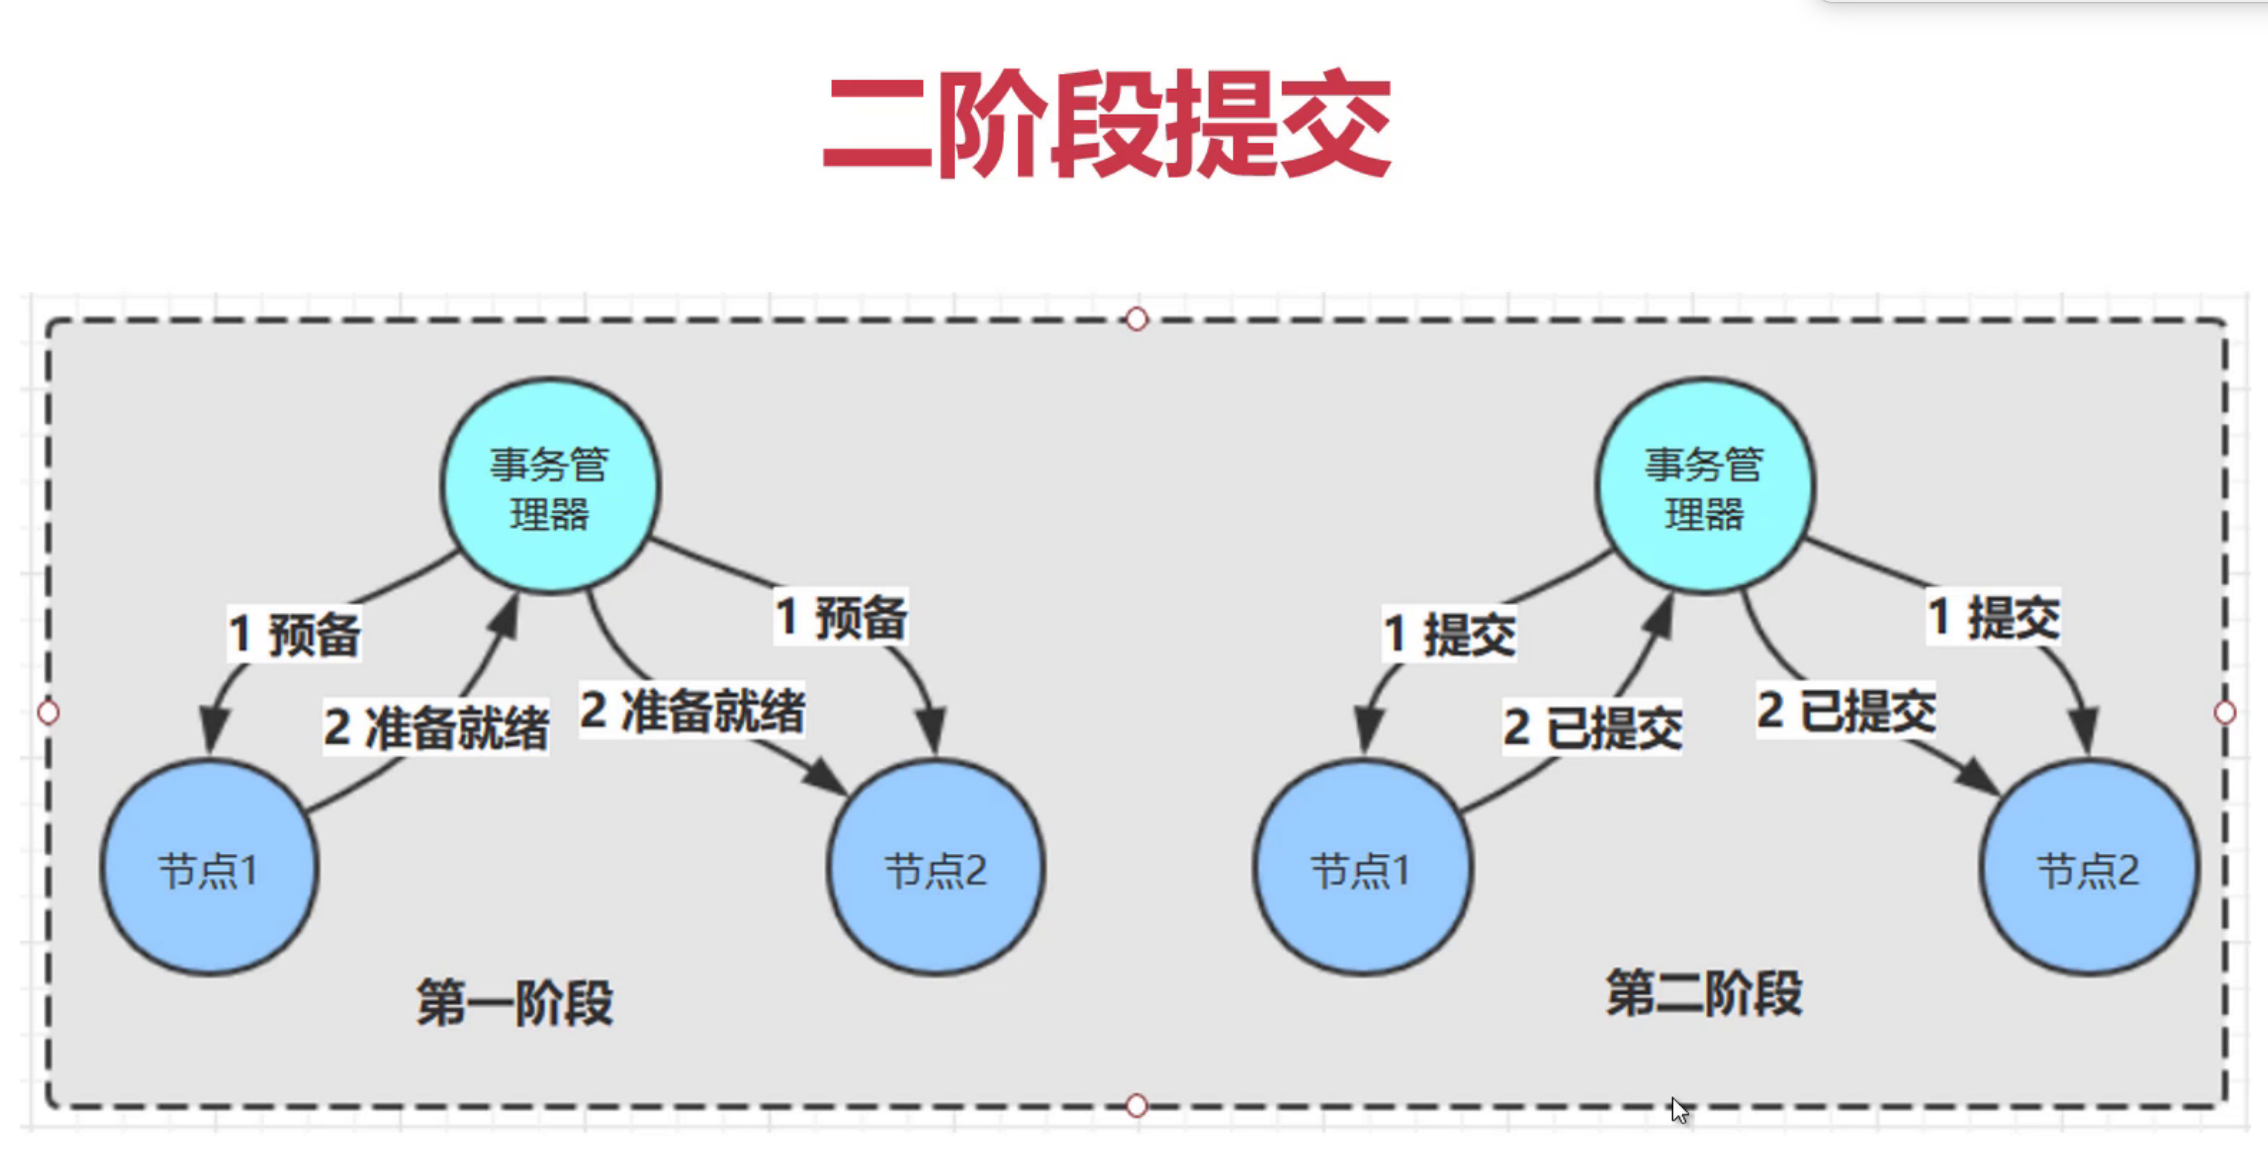 二阶段提交
事务管
理器
1 预备
1 预备
2 准备就绪
2 准备就绪
节点1
节点2
第一阶段
事务管
理器
1 提交
1 提交
2 已提交
2 已提交
节点1
节点2
第二阶段